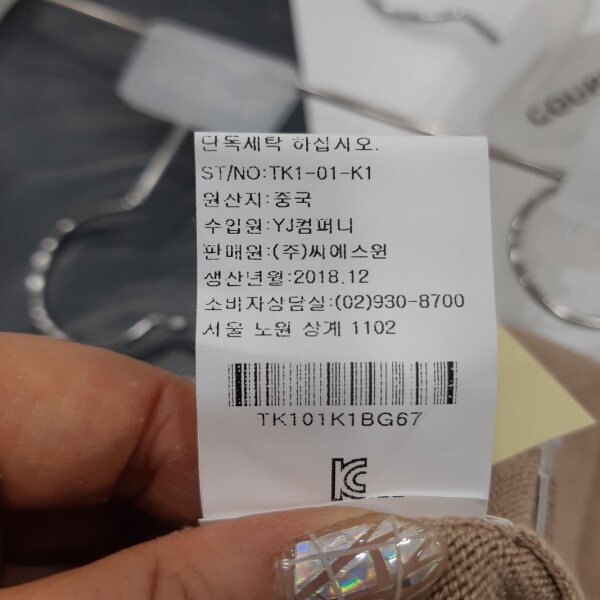 단독세탁 하십시오.
ST/NO:TK1-01-K1
원산지:중국
수입원:YJ컴퍼니
판매원:(주)씨에스윈
생산년월:2018.12
소비자상담실:(02)930-8700
서울 노원 상계 1102
TK101K1BG67